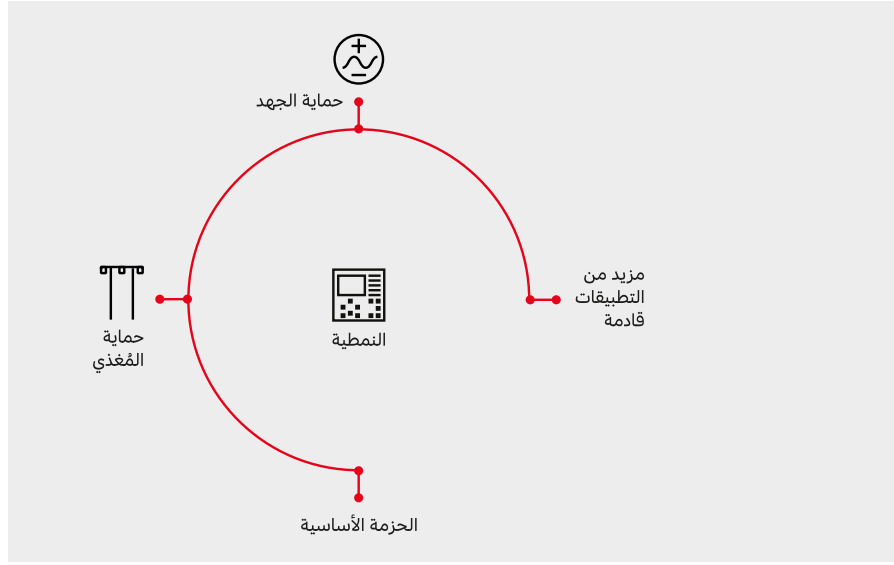 حماية الجهد
مزيد من
التطبيقات
قادمة
النمطية
حماية
المُغذي
الحزمة الأساسية